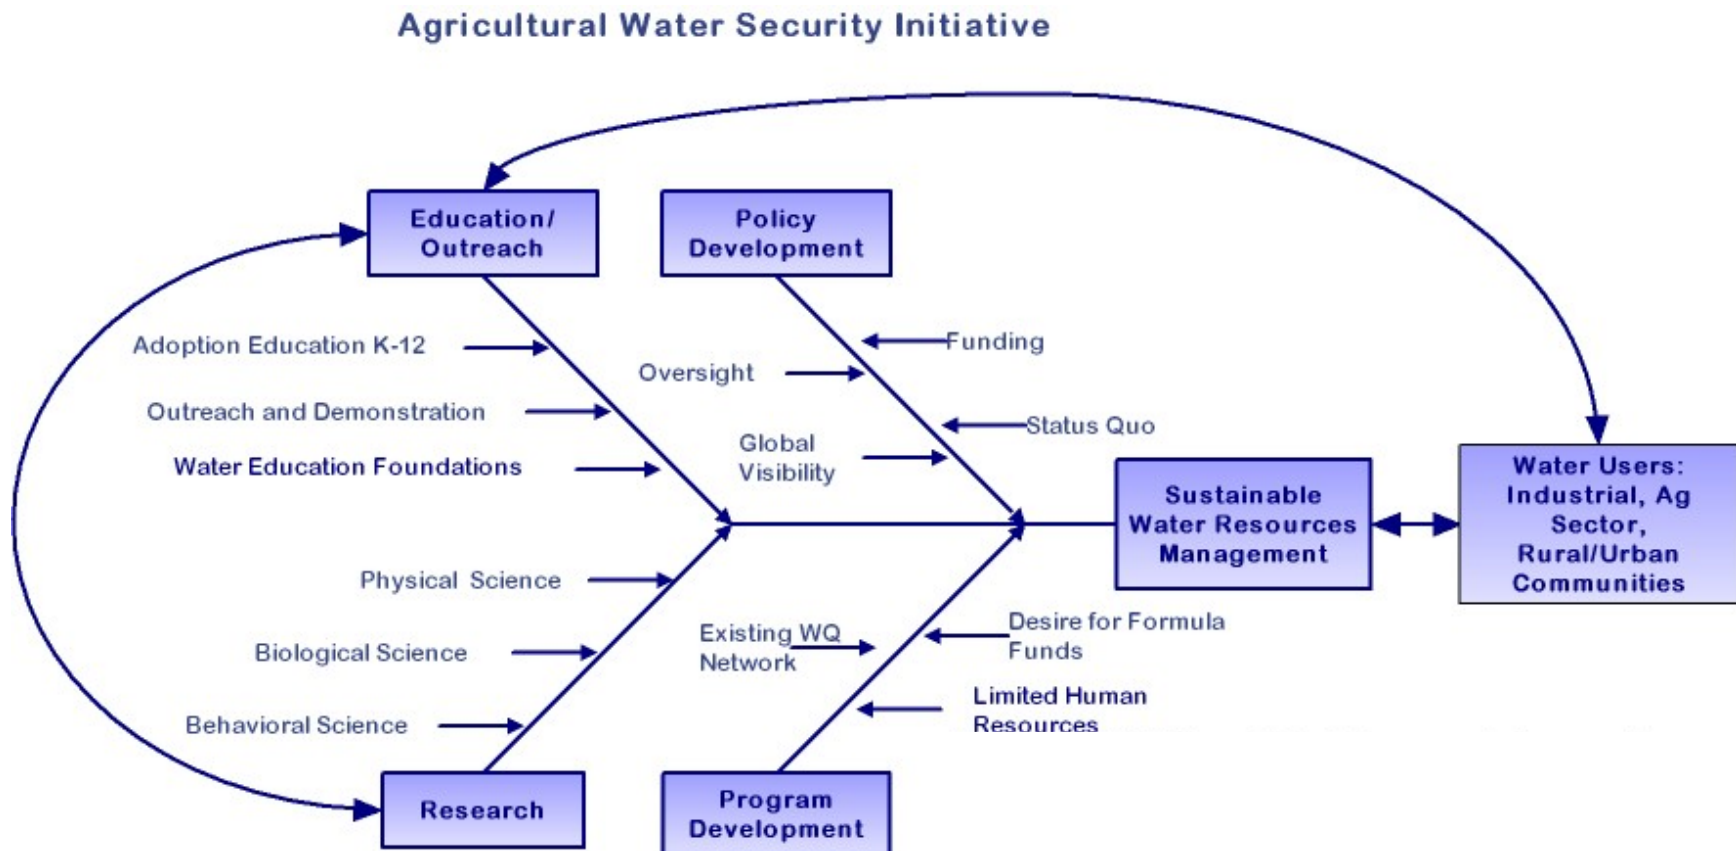 Agricultural Water Security Initiative
Education/
Outreach
Policy
Development
Adoption Education K-12
Funding
Oversight
Outreach and Demonstration
Status Quo
Global
Visibility
Water Education Foundations
Sustainable
Water Resources
Management
Water Users:
Industrial, Ag
Sector,
Rural/Urban
Communities
Physical Science
Existing WQ
Network
Desire for Formula
Funds
Biological Science
Limited Human
Resources
Behavioral Science
Research
Program
Development